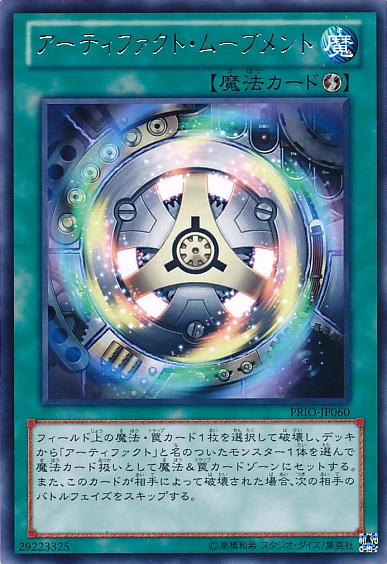 アーティファクト・ムーブメント
魔
【魔法カード】
PRIO-JP060
フィールド上の魔法・罠カード1枚を選択して破壊し、デッキ
から「アーティファクト」と名のついたモンスター1体を選んで
魔法カード扱いとして魔法&罠カードゾーンにセットする。
また、このカードが相手によって破壊された場合、次の相手の
バトルフェイズをスキップする。
29223325
©高橋和希 スタジオ・ダイス/集英社